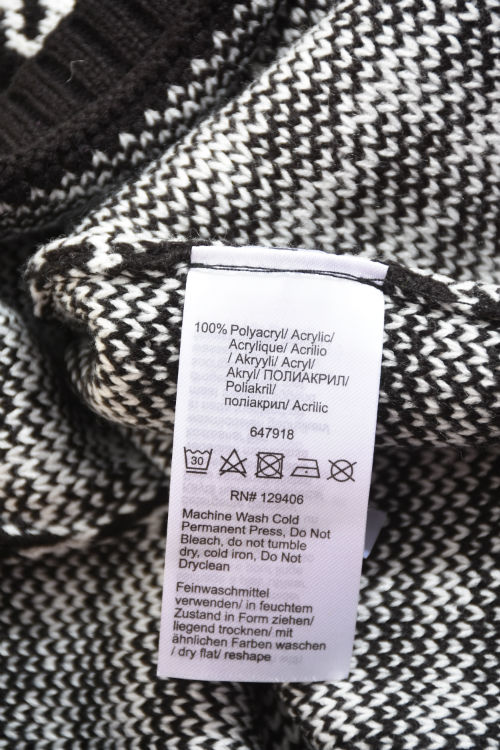 100% Polyacryl/ Acrylic/
Acrylique/ Acrilio
/ Akryyli/ Acryl/
Akryl/ ПОЛИАКРИЛ/
Poliakril/
поліакрил/ Acrilic
647918
30
RN# 129406
Machine Wash Cold
Permanent Press, Do Not
Bleach, do not tumble
dry, cold iron, Do Not
Dryclean
Feinwaschmittel
verwenden/ in feuchtem
Zustand in Form ziehen/
liegend trocknen/ mit
ähnlichen Farben waschen
/ dry flat/ reshape